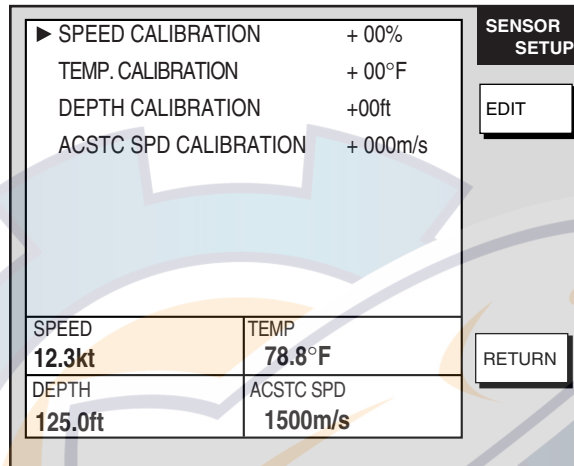 ► SPEED CALIBRATION + 00%
TEMP. CALIBRATION + 00°F
DEPTH CALIBRATION +00ft
ACSTC SPD CALIBRATION + 000m/s
SPEED
12.3kt
TEMP
78.8°F
DEPTH
125.0ft
ACSTC SPD
1500m/s
SENSOR
SETUP
EDIT
RETURN